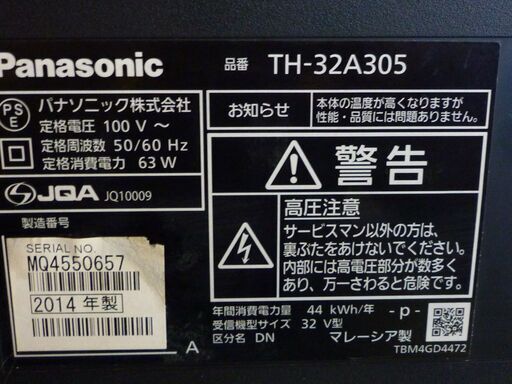 Panasonic
品番 TH-32A305
PS
E
パナソニック株式会社
定格電圧 100 V ～
定格周波数 50/60 Hz
定格消費電力 63 W
JQA JQ10009
製造番号
SERIAL NO.
MQ4550657
2014 年製
A
お知らせ
本体の温度が高くなりますが
性能・品質には問題ありません。
警告
高圧注意
サービスマン以外の方は、
裏ぶたをあけないでください。
内部には高電圧部分が数多く
あり、さわると危険です。
年間消費電力量 44 kWh/年
受信機型サイズ 32 V型
区分名 DN
-p-
マレーシア製
TBM4GD4472